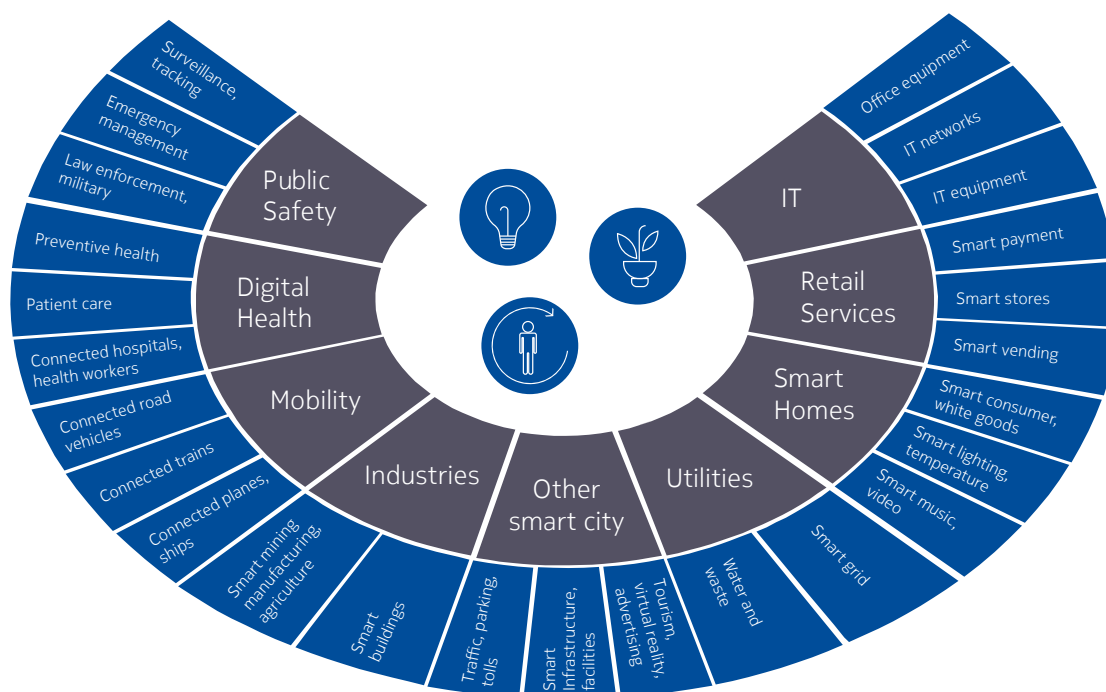 Surveillance,
tracking
Emergency
management
Law enforcement,
military
Public
Safety
Preventive health
Patient care
Connected hospitals,
health workers
Digital
Health
Connected road
vehicles
Connected trains
Connected planes,
ships
Mobility
Smart mining
manufacturing,
agriculture
Smart
buildings
Industries
Traffic, parking,
tolls
Smart
Infrastructure,
facilities
Tourism,
virtual reality,
advertising
Other
smart city
Water and
waste
Smart grid
Utilities
Smart music,
video
Smart lighting,
temperature
Smart consumer,
white goods
Smart
Homes
Smart vending
Smart stores
Smart payment
Retail
Services
IT equipment
IT networks
Office equipment
IT